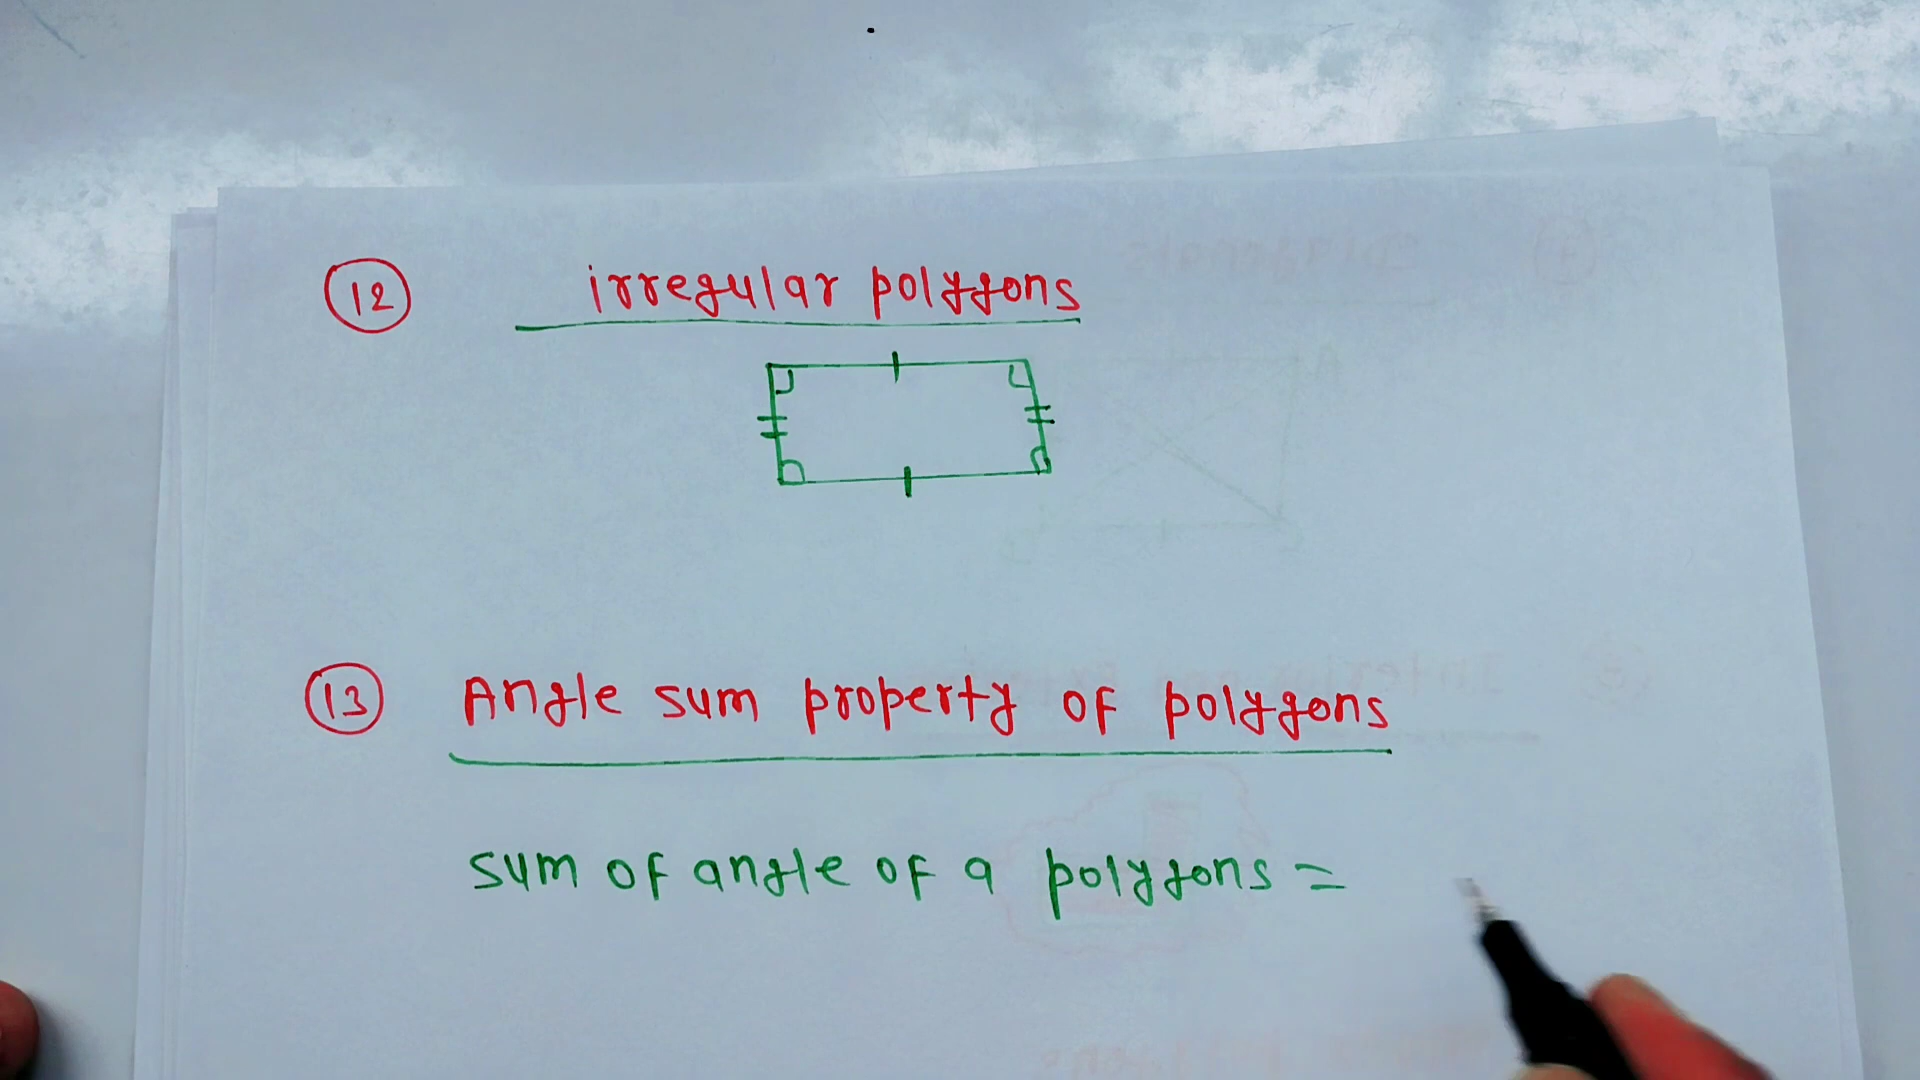 12 irregular polygons
13 Angle sum property of polygons
sum of angle of a polygons =